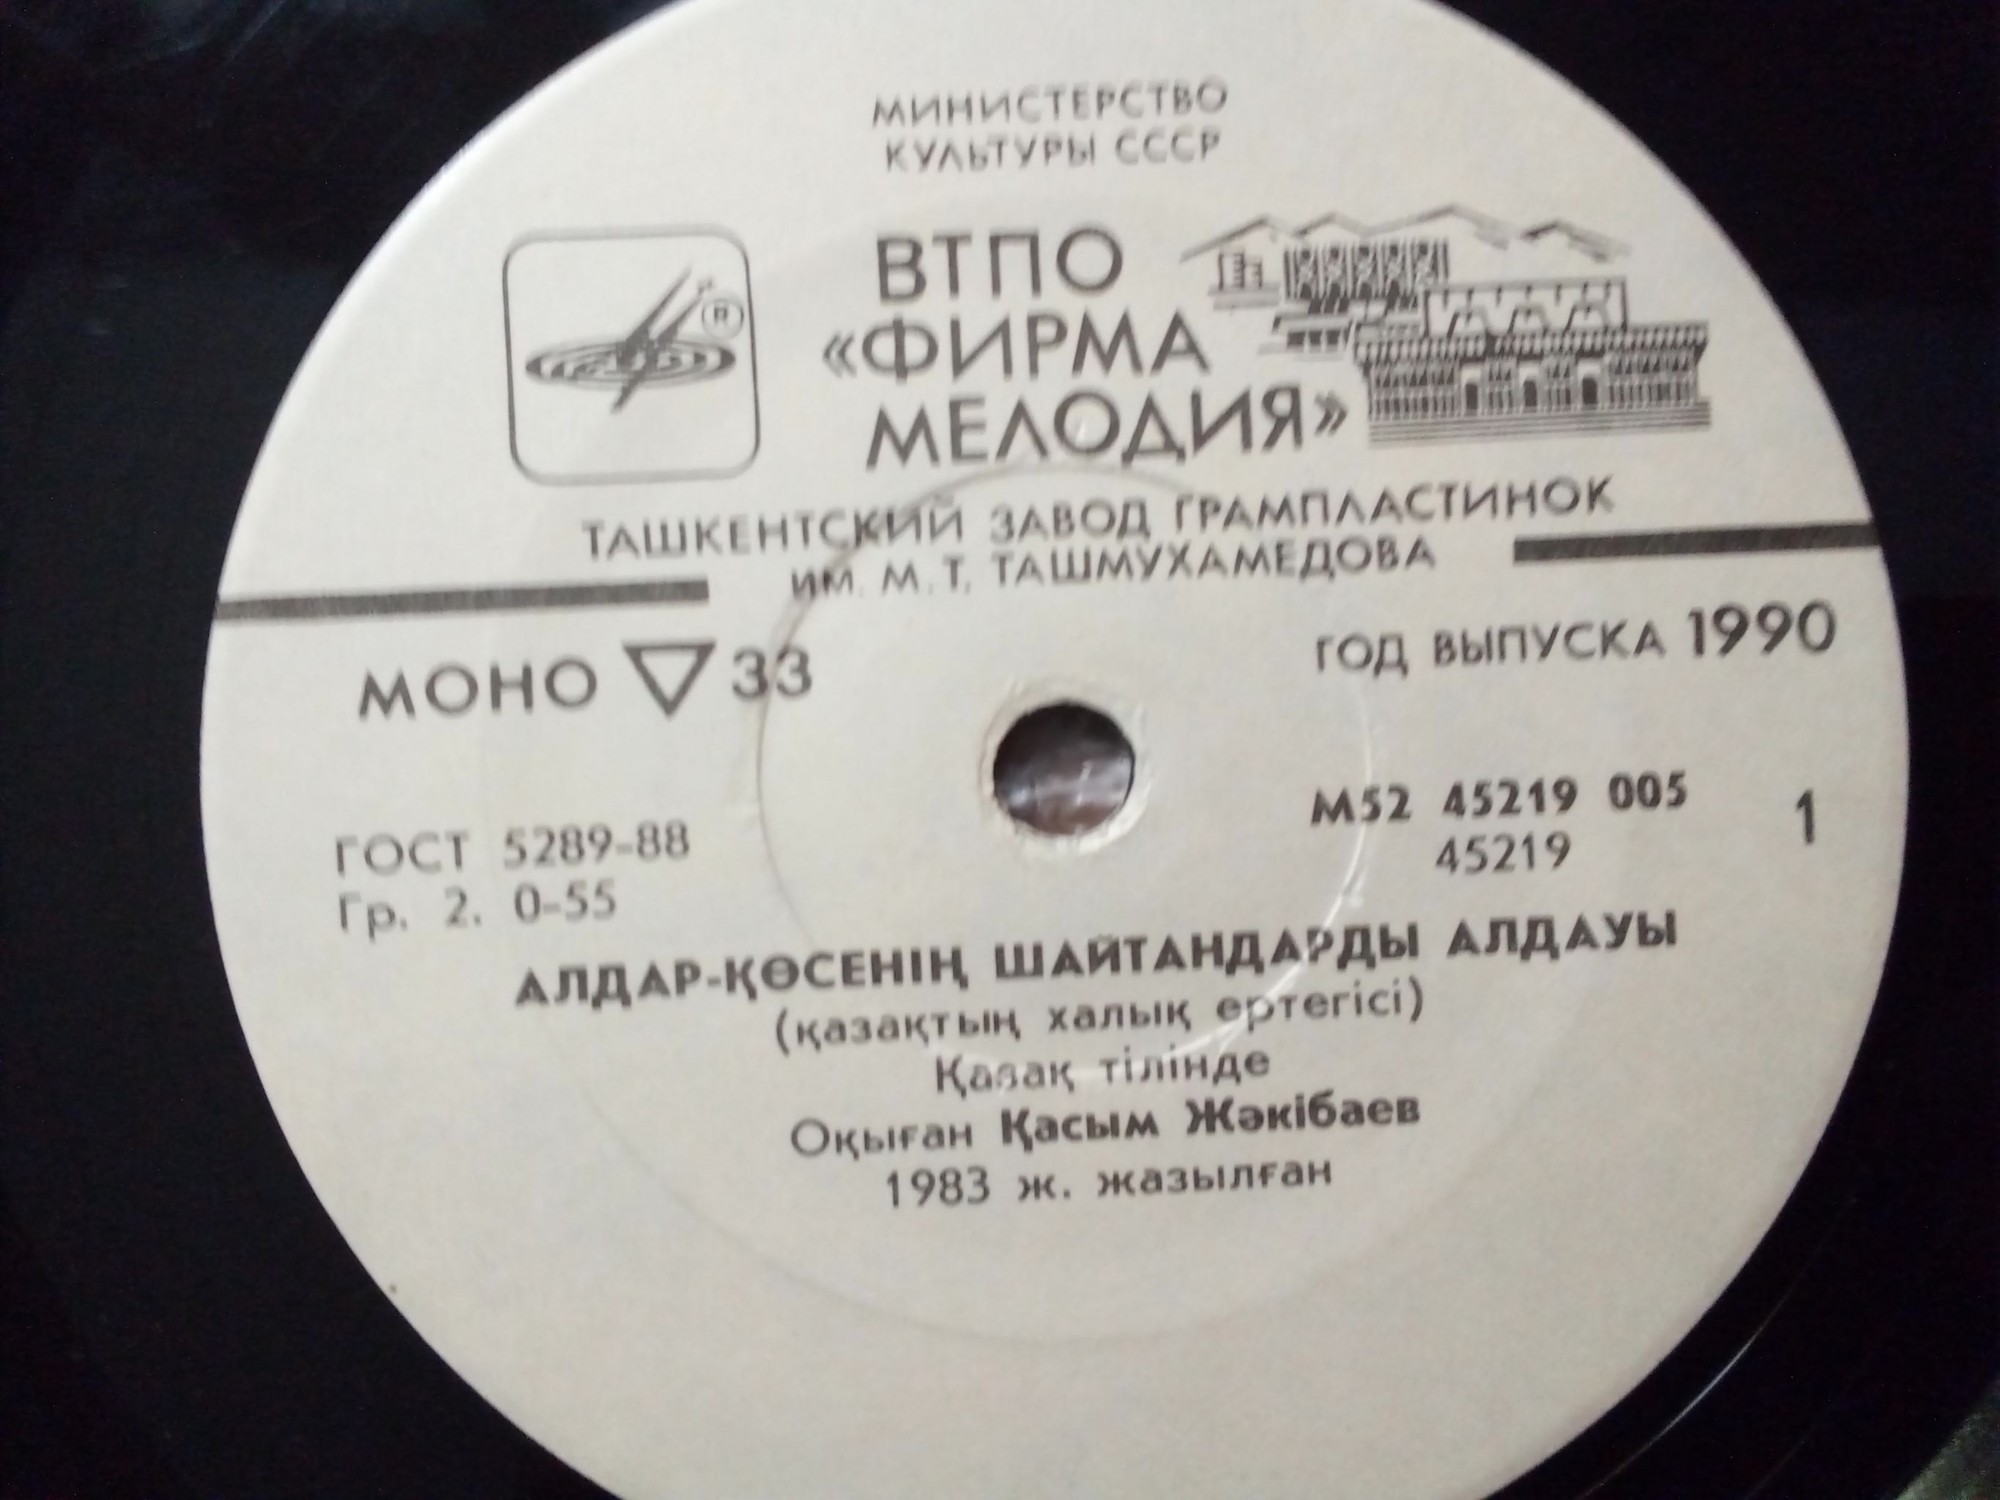 МИНИСТЕРСТВО
КУЛЬТУРЫ СССР
ВТПО
«ФИРМА
МЕЛОДИЯ»
®
ТАШКЕНТСКИЙ ЗАВОД ГРАМПЛАСТИНОК
ИМ. М.Т. ТАШМУХАМЕДОВА
МОНО 33
ГОД ВЫПУСКА 1990
М52 45219 005
45219
1
ГОСТ 5289-88
Гр. 2. 0-55
АЛДАР-ҚӨСЕНІҢ ШАЙТАНДАРДЫ АЛДАУЫ
(қазақтың халық ертегісі)
Қазақ тілінде
Оқыған Қасым Жәкібаев
1983 ж. жазылған